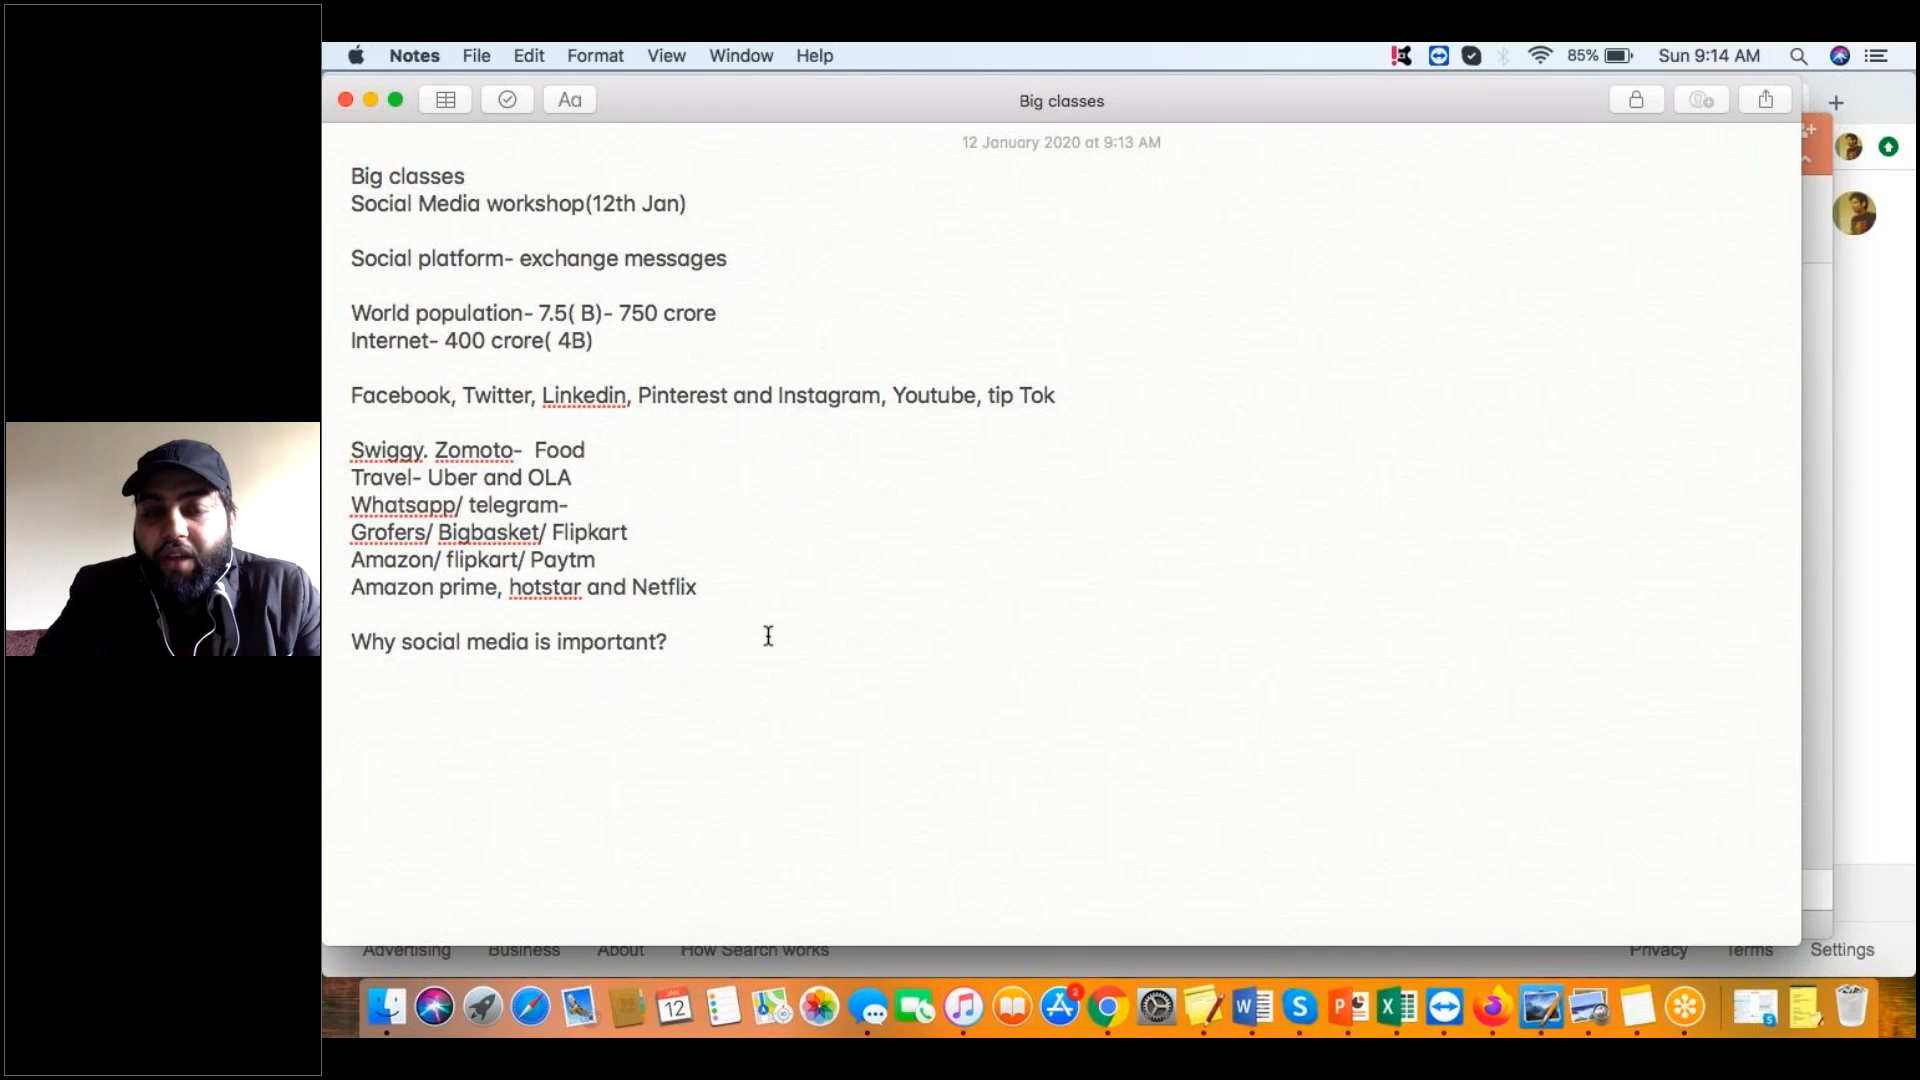 Notes File Edit Format View Window Help 85% Sun 9:14 AM
Aa Big classes
12 January 2020 at 9:13 AM
Big classes
Social Media workshop(12th Jan)
Social platform- exchange messages
World population- 7.5( B)- 750 crore
Internet- 400 crore( 4B)
Facebook, Twitter, Linkedin, Pinterest and Instagram, Youtube, tip Tok
Swiggy. Zomoto- Food
Travel- Uber and OLA
Whatsapp/ telegram-
Grofers/ Bigbasket/ Flipkart
Amazon/ flipkart/ Paytm
Amazon prime, hotstar and Netflix
Why social media is important?
Advertising Business About How Search works Privacy Terms Settings
JAN
12
2
W S P X
S